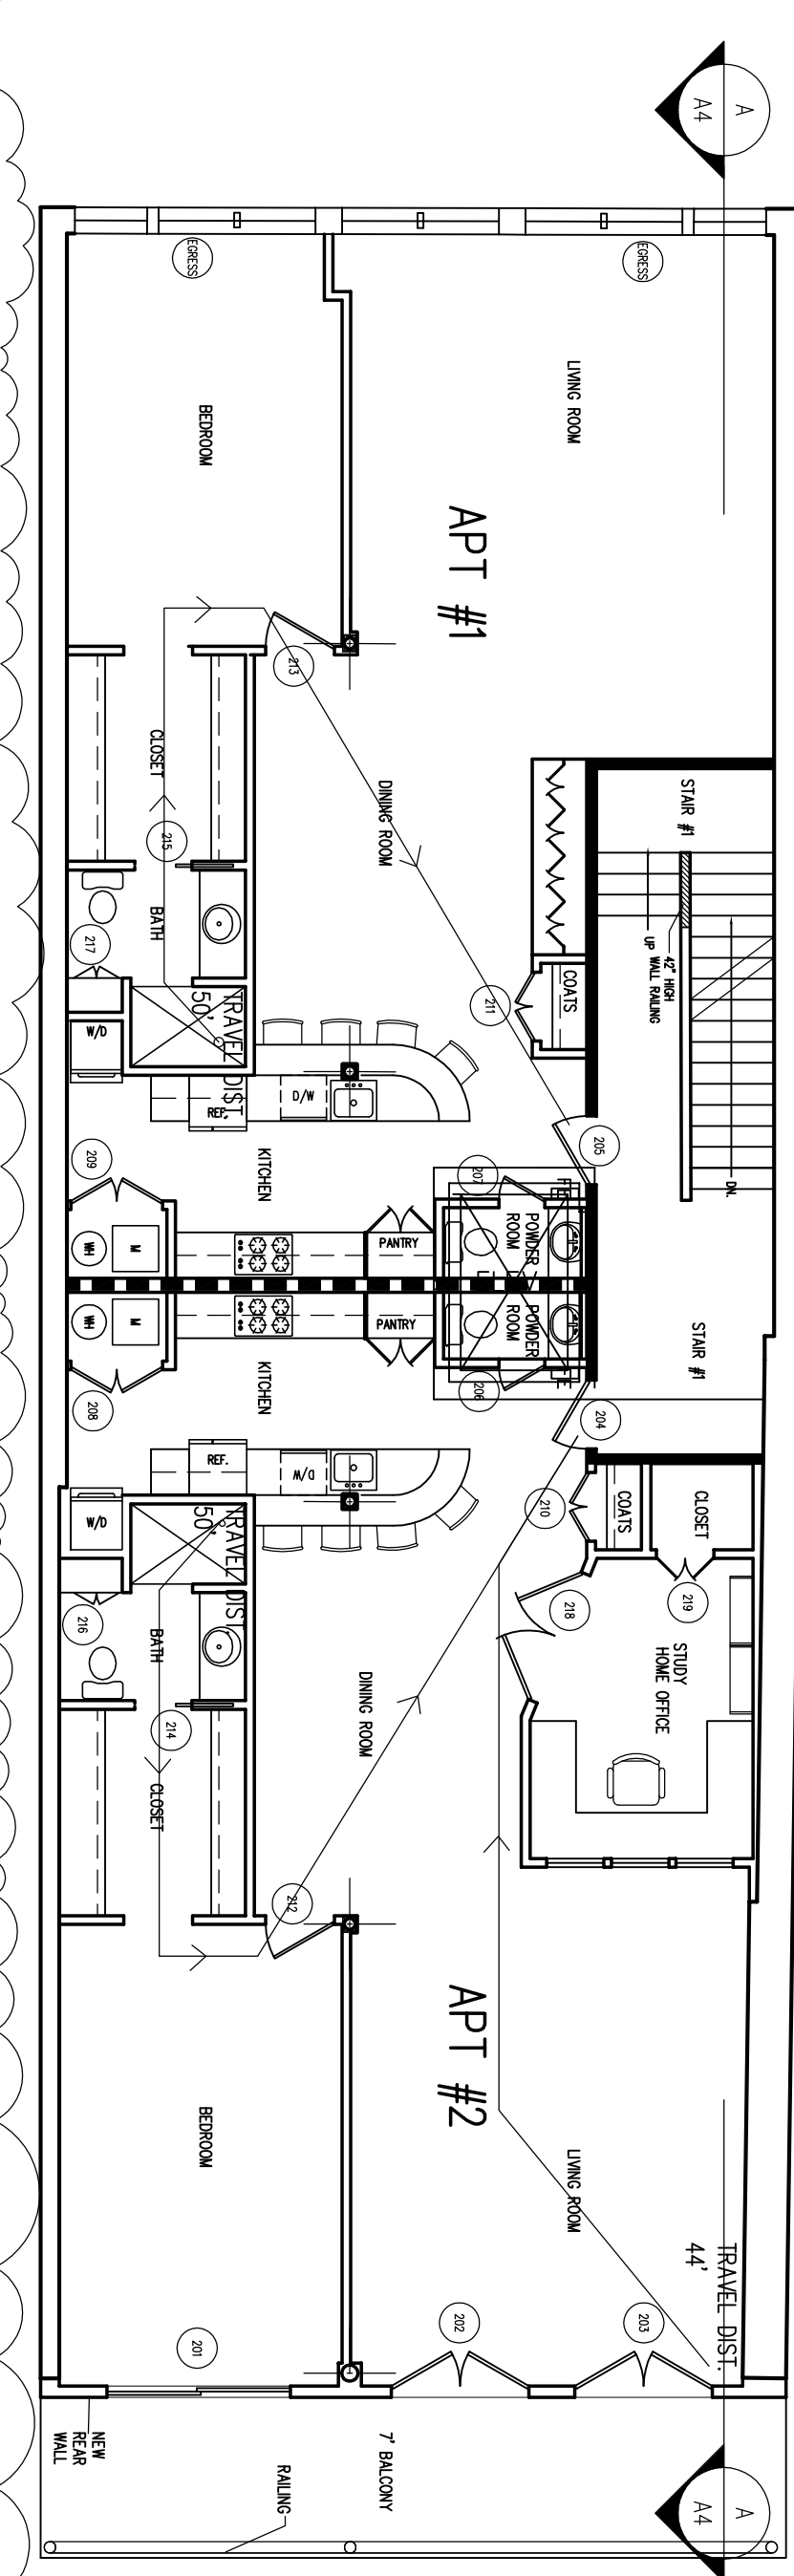 A
A4
EGRESS
EGRESS
LIVING ROOM
BEDROOM
APT #1
213
STAIR #1
CLOSET
DINING ROOM
215
42" HIGH
WALL RAILING
UP
BATH
217
COATS
211
TRAVEL DIST.
50'
W/D
D/W
REF.
205
KITCHEN
209
207
DN.
WH
M
PANTRY
POWDER
ROOM
WH
M
PANTRY
POWDER
ROOM
STAIR #1
KITCHEN
208
206
204
REF.
D/W
W/D
210
COATS
CLOSET
TRAVEL DIST.
50'
216
BATH
218
219
STUDY
HOME OFFICE
DINING ROOM
214
CLOSET
212
APT #2
BEDROOM
LIVING ROOM
TRAVEL DIST.
44'
201
202
203
NEW
REAR
WALL
7' BALCONY
RAILING
A
A4